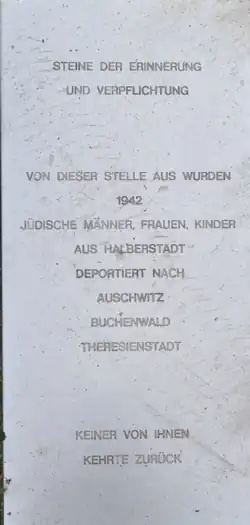 STEINE DER ERINNERUNG
UND VERPFLICHTUNG
VON DIESER STELLE AUS WURDEN
1942
JÜDISCHE MÄNNER, FRAUEN, KINDER
AUS HALBERSTADT
DEPORTIERT NACH
AUSCHWITZ
BUCHENWALD
THERESIENSTADT
KEINER VON IHNEN
KEHRTE ZURÜCK